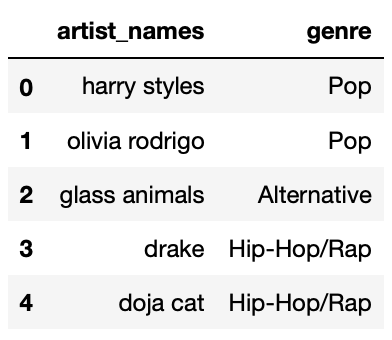 artist_names genre
0 harry styles Pop
1 olivia rodrigo Pop
2 glass animals Alternative
3 drake Hip-Hop/Rap
4 doja cat Hip-Hop/Rap